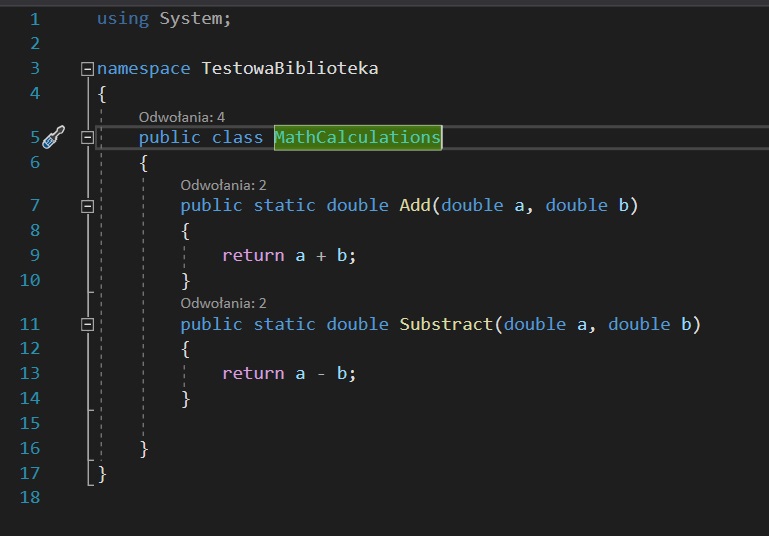 1 using System;
2
3 namespace TestowaBiblioteka
4 {
Odwołania: 4
5 public class MathCalculations
6 {
Odwołania: 2
7 public static double Add(double a, double b)
8 {
9 return a + b;
10 }
Odwołania: 2
11 public static double Substract(double a, double b)
12 {
13 return a - b;
14 }
15
16 }
17 }
18